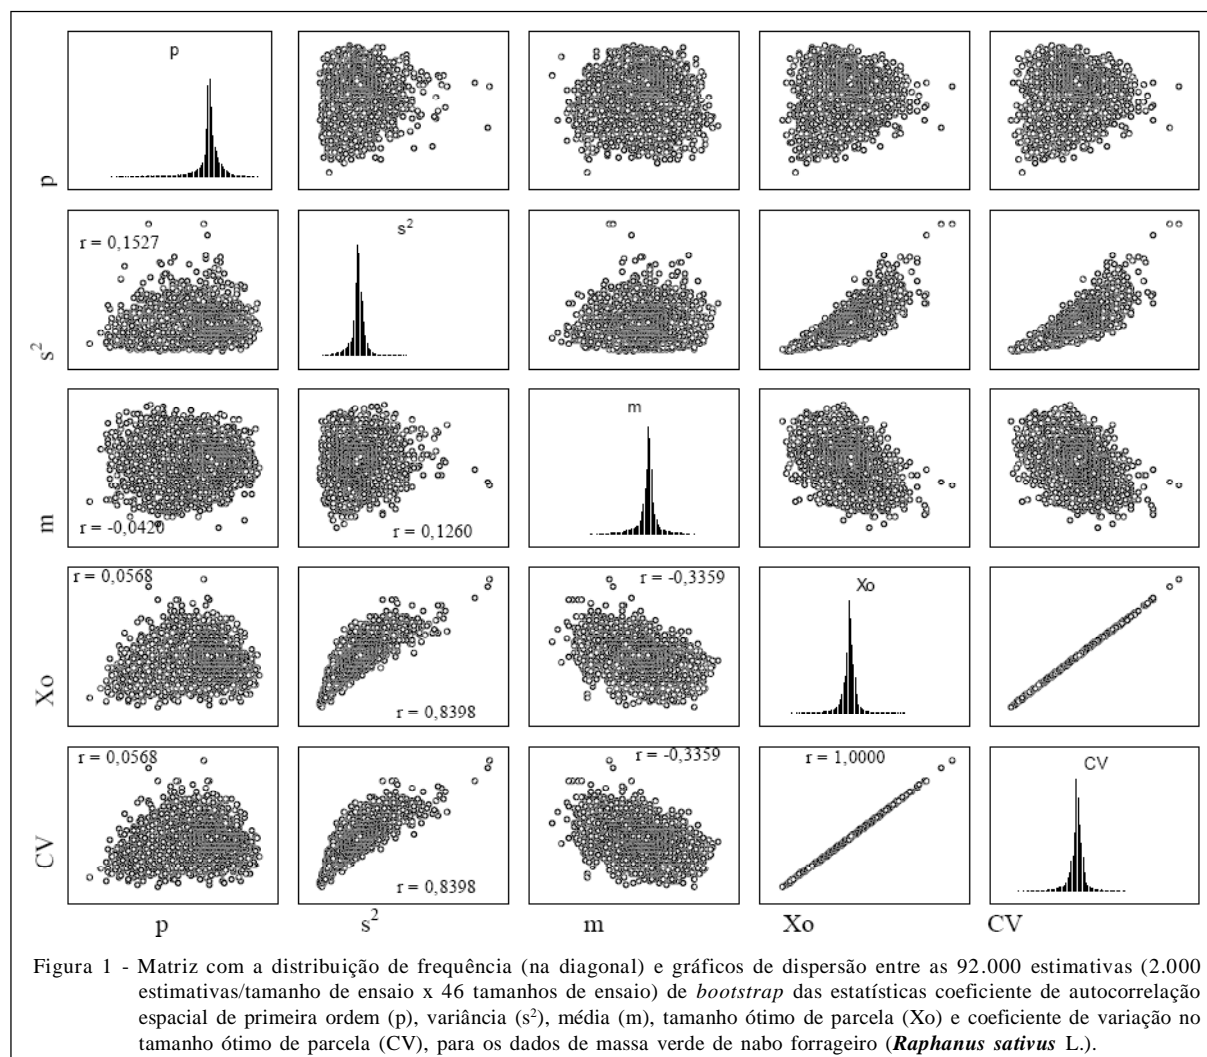 p
p
s²
r = 0,1527
s²
m
m
r = -0,0420
r = 0,1260
r = 0,0568
r = -0,3359
Xo
Xo
r = 0,8398
r = 0,0568
r = -0,3359
r = 1,0000
CV
CV
r = 0,8398
p s² m Xo CV
Figura 1 - Matriz com a distribuição de frequência (na diagonal) e gráficos de dispersão entre as 92.000 estimativas (2.000
estimativas/tamanho de ensaio x 46 tamanhos de ensaio) de bootstrap das estatísticas coeficiente de autocorrelação
espacial de primeira ordem (p), variância (s²), média (m), tamanho ótimo de parcela (Xo) e coeficiente de variação no
tamanho ótimo de parcela (CV), para os dados de massa verde de nabo forrageiro (Raphanus sativus L.).